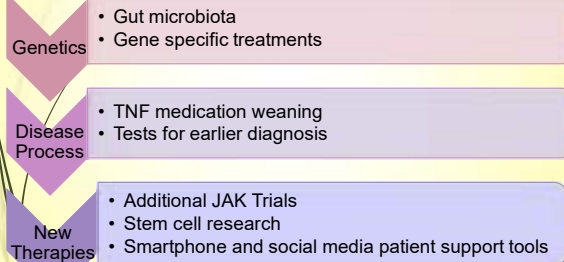 Genetics
• Gut microbiota
• Gene specific treatments
Disease
Process
• TNF medication weaning
• Tests for earlier diagnosis
New
Therapies
• Additional JAK Trials
• Stem cell research
• Smartphone and social media patient support tools